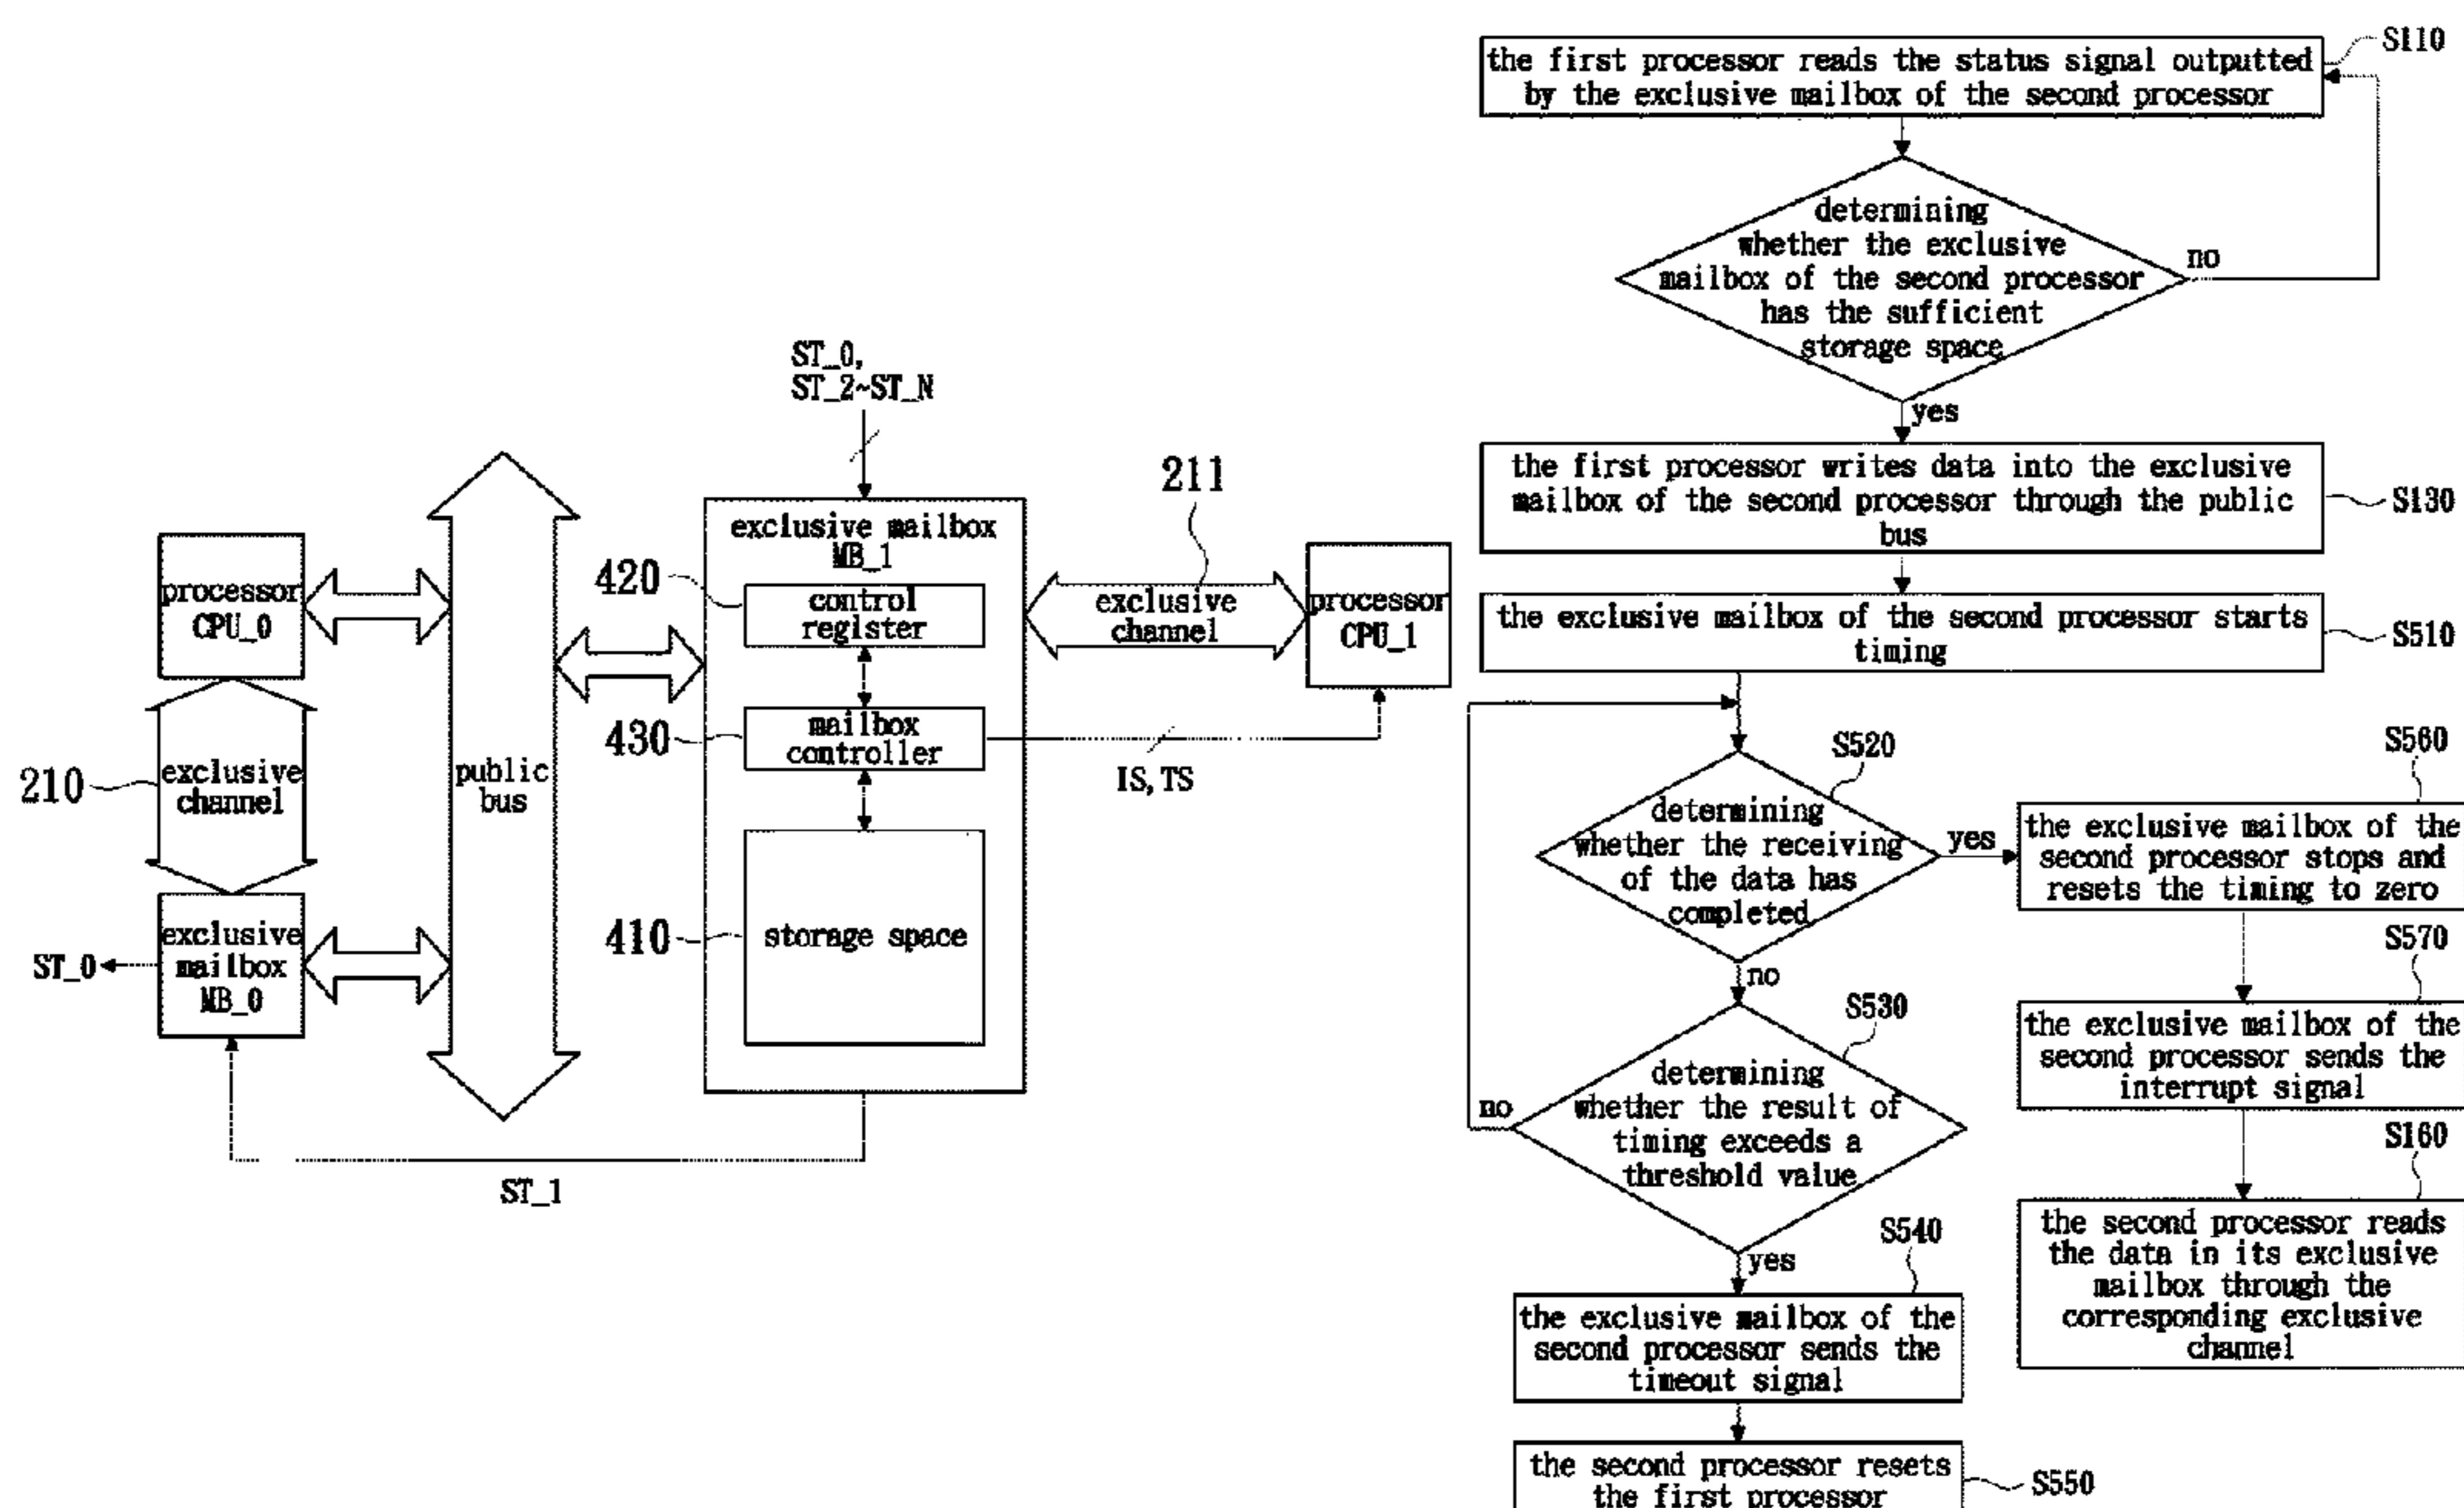 ST_0,
ST_2~ST_N
exclusive mailbox
MB_1
420
control
register
430
mailbox
controller
410
storage space
211
exclusive
channel
processor
CPU_1
IS, TS
processor
CPU_0
210
exclusive
channel
public
bus
exclusive
mailbox
MB_0
ST_0
ST_1
S110
the first processor reads the status signal outputted
by the exclusive mailbox of the second processor
determining
whether the exclusive
mailbox of the second processor
has the sufficient
storage space
no
yes
the first processor writes data into the exclusive
mailbox of the second processor through the public
bus
S130
the exclusive mailbox of the second processor starts
timing
S510
S520
determining
whether the receiving
of the data has
completed
yes
no
S530
determining
whether the result of
timing exceeds a
threshold value
no
yes
S540
the exclusive mailbox of the
second processor sends the
timeout signal
the second processor resets
the first processor
S550
S560
the exclusive mailbox of the
second processor stops and
resets the timing to zero
S570
the exclusive mailbox of the
second processor sends the
interrupt signal
S160
the second processor reads
the data in its exclusive
mailbox through the
corresponding exclusive
channel